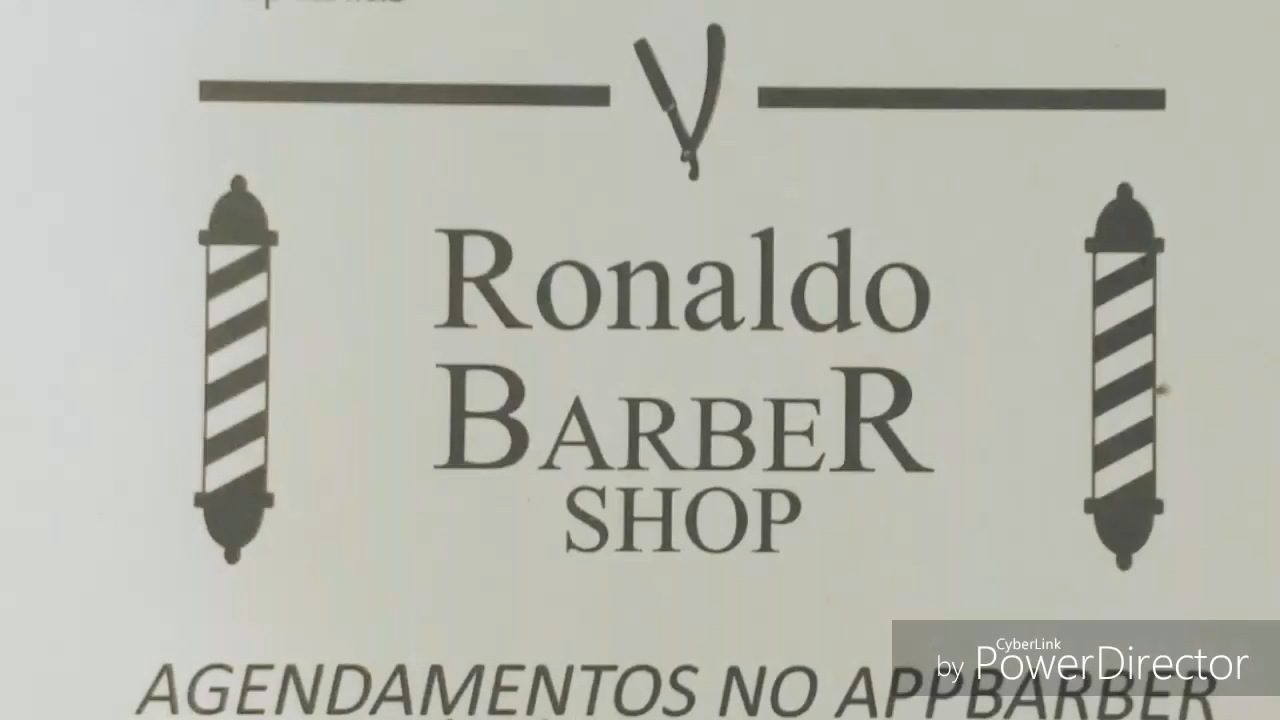 Ronaldo
BARBER
SHOP
AGENDAMENTOS NO APPBARBER
CyberLink
by PowerDirector